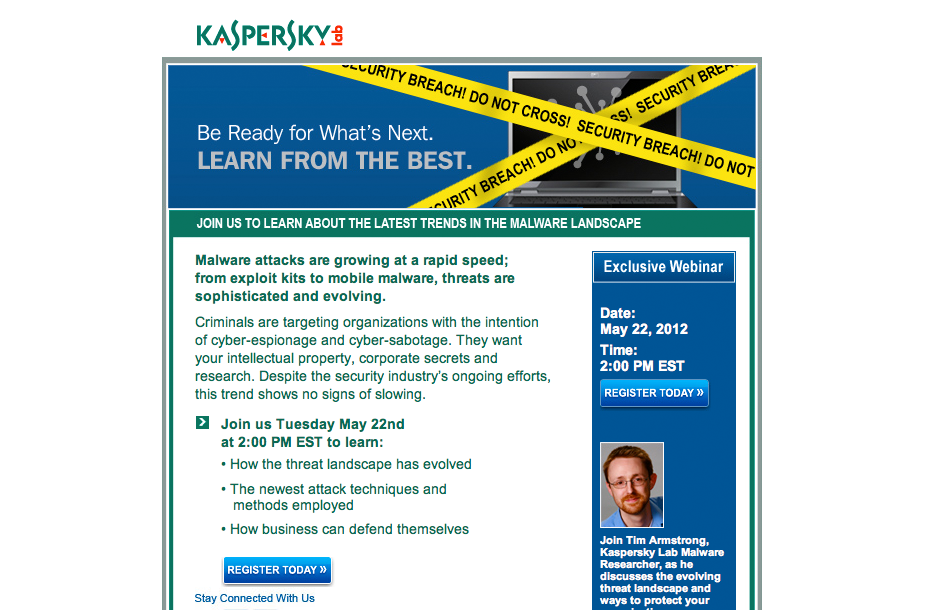 KASPERSKY lab
SECURITY BREACH! DO NOT CROSS! SECURITY BREACH! DO NOT
SECURITY BREACH! DO NO SS! SECURITY BREA
Be Ready for What's Next.
LEARN FROM THE BEST.
JOIN US TO LEARN ABOUT THE LATEST TRENDS IN THE MALWARE LANDSCAPE
Malware attacks are growing at a rapid speed;
from exploit kits to mobile malware, threats are
sophisticated and evolving.
Criminals are targeting organizations with the intention
of cyber-espionage and cyber-sabotage. They want
your intellectual property, corporate secrets and
research. Despite the security industry's ongoing efforts,
this trend shows no signs of slowing.
Join us Tuesday May 22nd
at 2:00 PM EST to learn:
• How the threat landscape has evolved
• The newest attack techniques and
methods employed
• How business can defend themselves
REGISTER TODAY »
Stay Connected With Us
Exclusive Webinar
Date:
May 22, 2012
Time:
2:00 PM EST
REGISTER TODAY »
Join Tim Armstrong,
Kaspersky Lab Malware
Researcher, as he
discusses the evolving
threat landscape and
ways to protect your